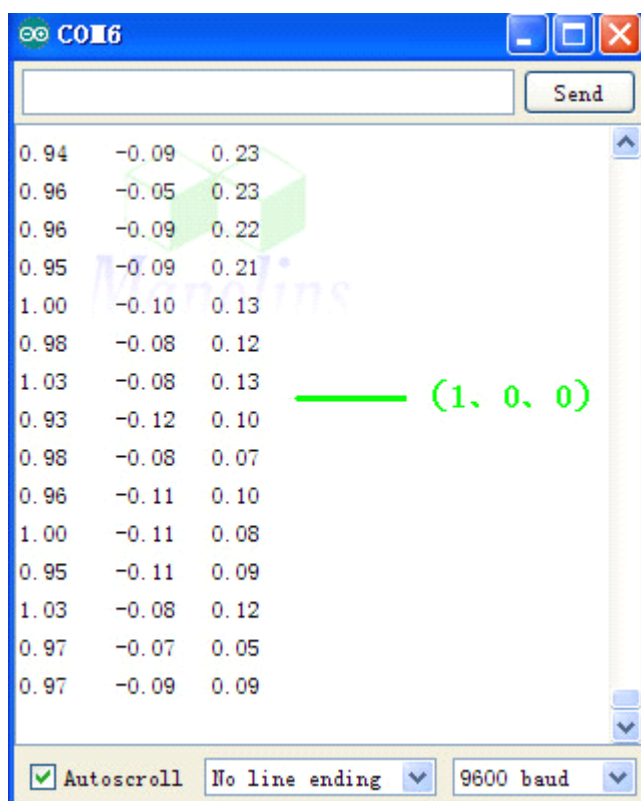 COM6
Send
0.94 -0.09 0.23
0.96 -0.05 0.23
0.96 -0.09 0.22
0.95 -0.09 0.21
1.00 -0.10 0.13
0.98 -0.08 0.12
1.03 -0.08 0.13
(1、0、0)
0.93 -0.12 0.10
0.98 -0.08 0.07
0.96 -0.11 0.10
1.00 -0.11 0.08
0.95 -0.11 0.09
1.03 -0.08 0.12
0.97 -0.07 0.05
0.97 -0.09 0.09
Autoscroll No line ending 9600 baud